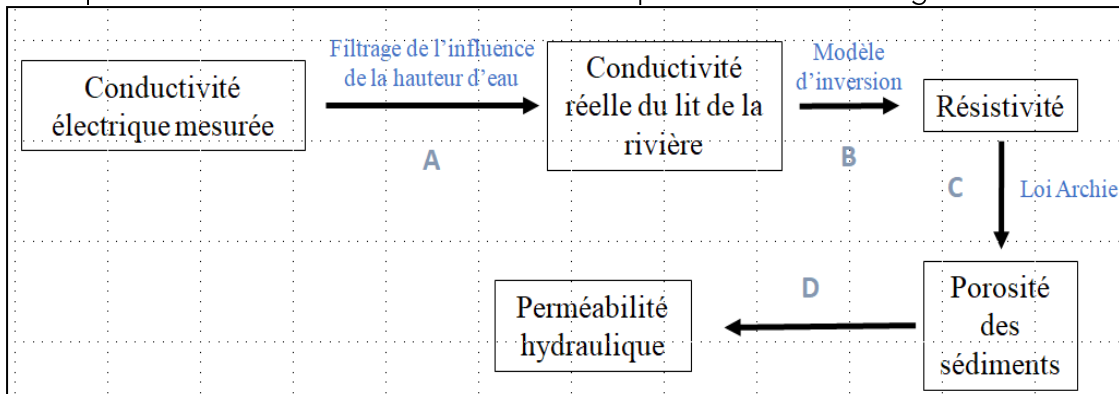 Conductivité
électrique mesurée
Filtrage de l'influence
de la hauteur d'eau
A
Conductivité
réelle du lit de la
rivière
Modèle
d'inversion
B
Résistivité
C
Loi Archie
Porosité
des
sédiments
D
Perméabilité
hydraulique